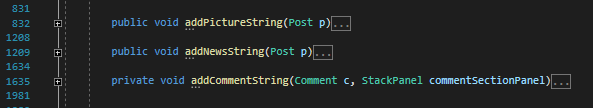 831
832 public void addPictureString(Post p)...
1208
1209 public void addNewsString(Post p)...
1634
1635 private void addCommentString(Comment c, StackPanel commentSectionPanel)...
1981